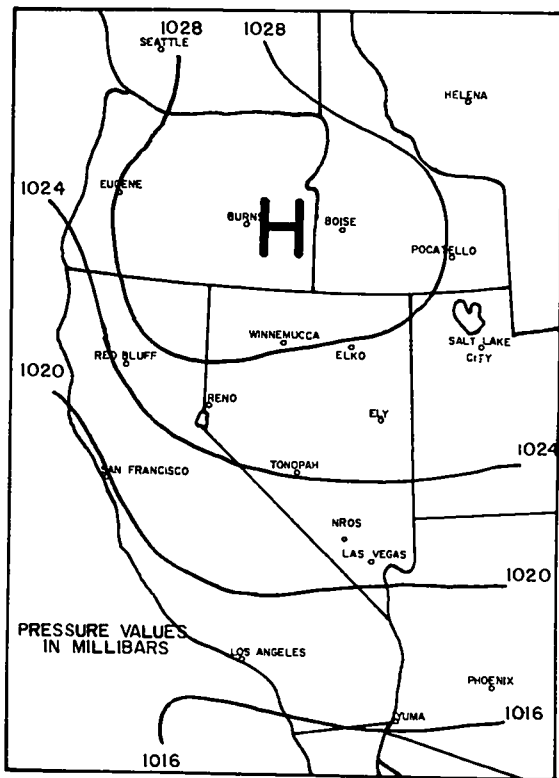 1028
1028
SEATTLE
HELENA
1024
EUGENE
BURNS
H
BOISE
POCATELLO
WINNEMUCCA
ELKO
SALT LAKE
CITY
RED BLUFF
1020
RENO
ELY
SAN FRANCISCO
TONOPAH
1024
NROS
LAS VEGAS
1020
PRESSURE VALUES
IN MILLIBARS
LOS ANGELES
PHOENIX
YUMA
1016
1016